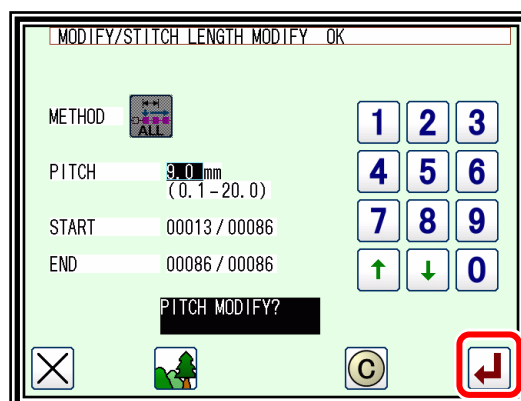 MODIFY/STITCH LENGTH MODIFY OK
METHOD ALL
1 2 3
PITCH 9.0 mm
(0.1-20.0)
4 5 6
START 00013/00086
7 8 9
END 00086/00086
↑ ↓ 0
PITCH MODIFY?
C